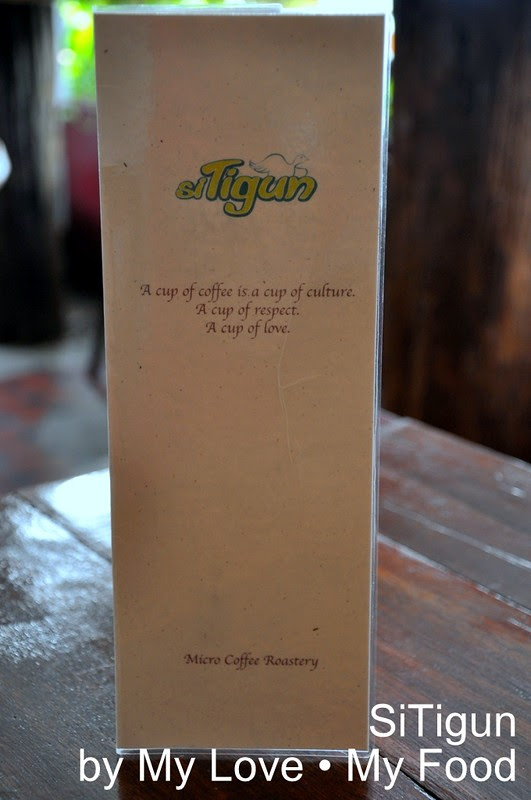 siTigun
A cup of coffee is a cup of culture.
A cup of respect.
A cup of love.
Micro Coffee Roastery
SiTigun
by My Love • My Food